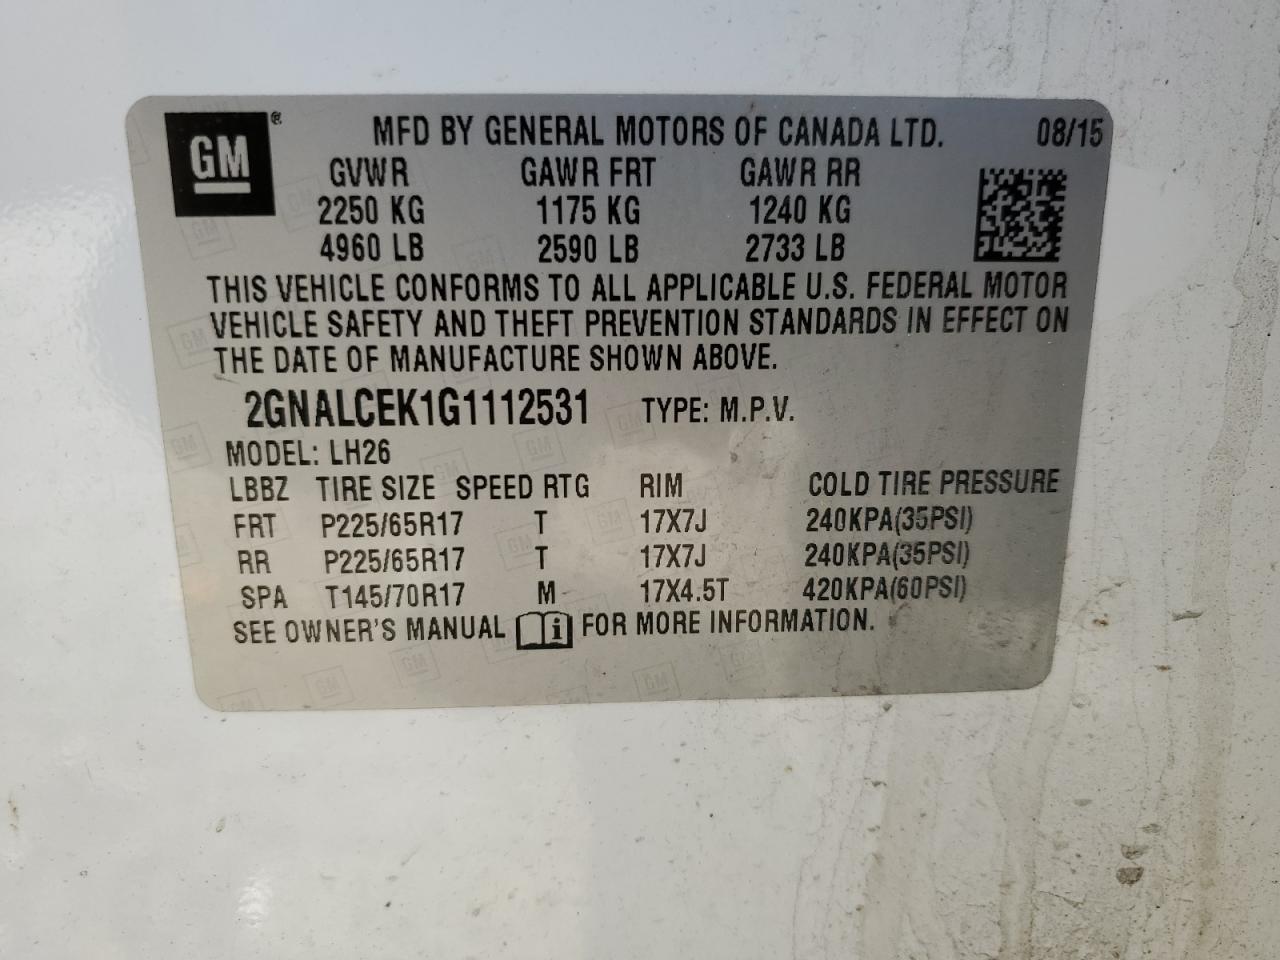 GM ® MFD BY GENERAL MOTORS OF CANADA LTD. 08/15
GVWR GAWR FRT GAWR RR
2250 KG 1175 KG 1240 KG
4960 LB 2590 LB 2733 LB
THIS VEHICLE CONFORMS TO ALL APPLICABLE U.S. FEDERAL MOTOR
VEHICLE SAFETY AND THEFT PREVENTION STANDARDS IN EFFECT ON
THE DATE OF MANUFACTURE SHOWN ABOVE.
2GNALCEK1G1112531 TYPE: M.P.V.
MODEL: LH26
LBBZ TIRE SIZE SPEED RTG RIM COLD TIRE PRESSURE
FRT P225/65R17 T 17X7J 240KPA(35PSI)
RR P225/65R17 T 17X7J 240KPA(35PSI)
SPA T145/70R17 M 17X4.5T 420KPA(60PSI)
SEE OWNER'S MANUAL i FOR MORE INFORMATION.